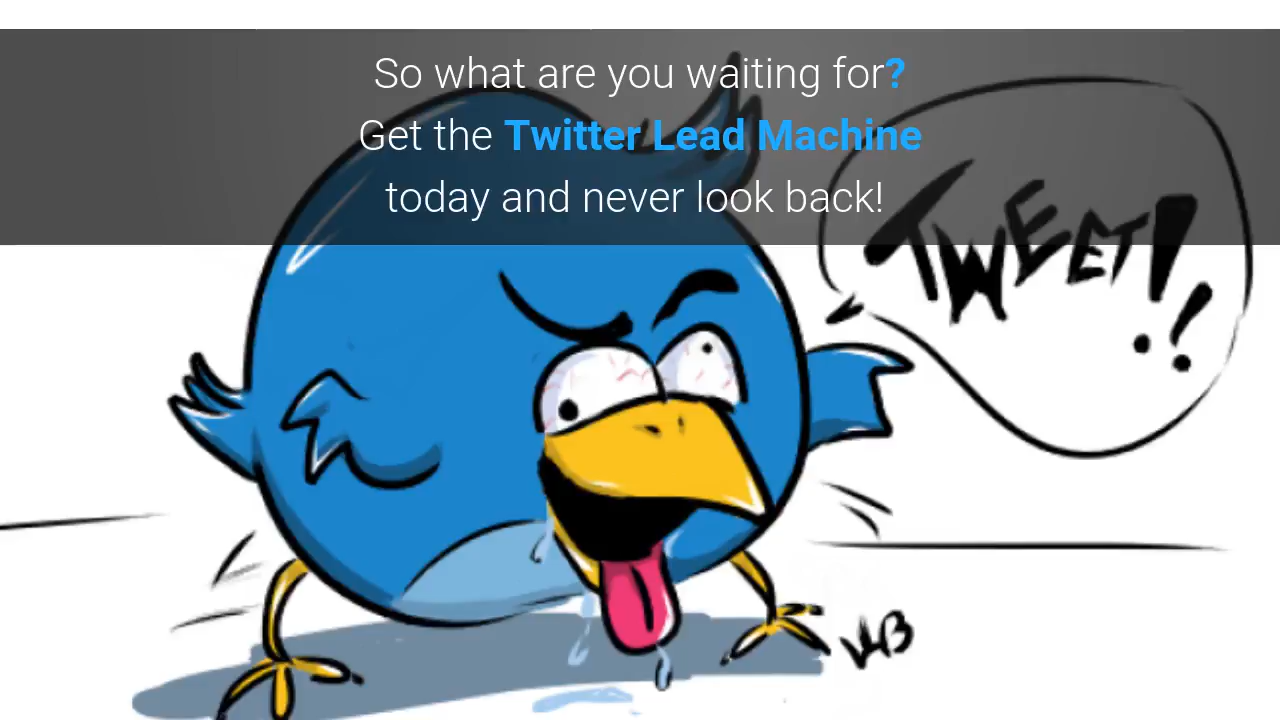 So what are you waiting for?
Get the Twitter Lead Machine
today and never look back!
TWEET!!